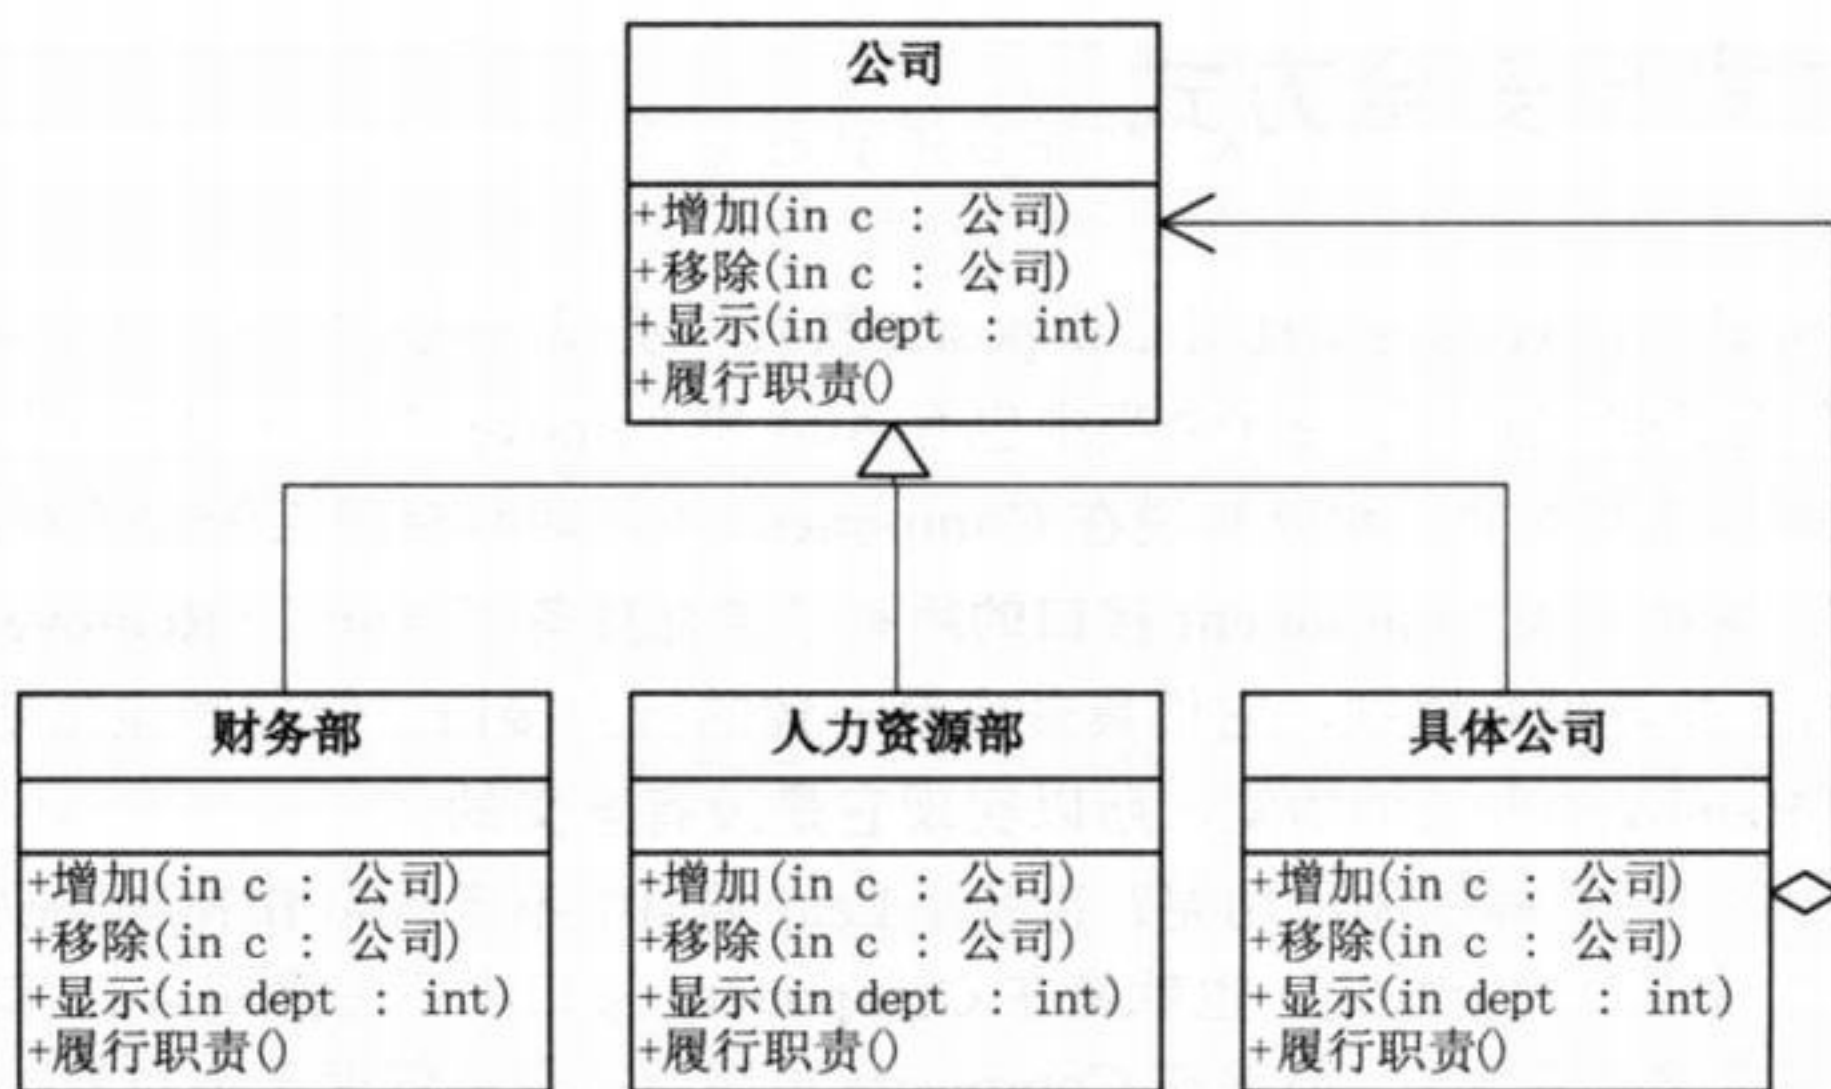 公司
+增加(in c : 公司)
+移除(in c : 公司)
+显示(in dept : int)
+履行职责()
财务部
+增加(in c : 公司)
+移除(in c : 公司)
+显示(in dept : int)
+履行职责()
人力资源部
+增加(in c : 公司)
+移除(in c : 公司)
+显示(in dept : int)
+履行职责()
具体公司
+增加(in c : 公司)
+移除(in c : 公司)
+显示(in dept : int)
+履行职责()